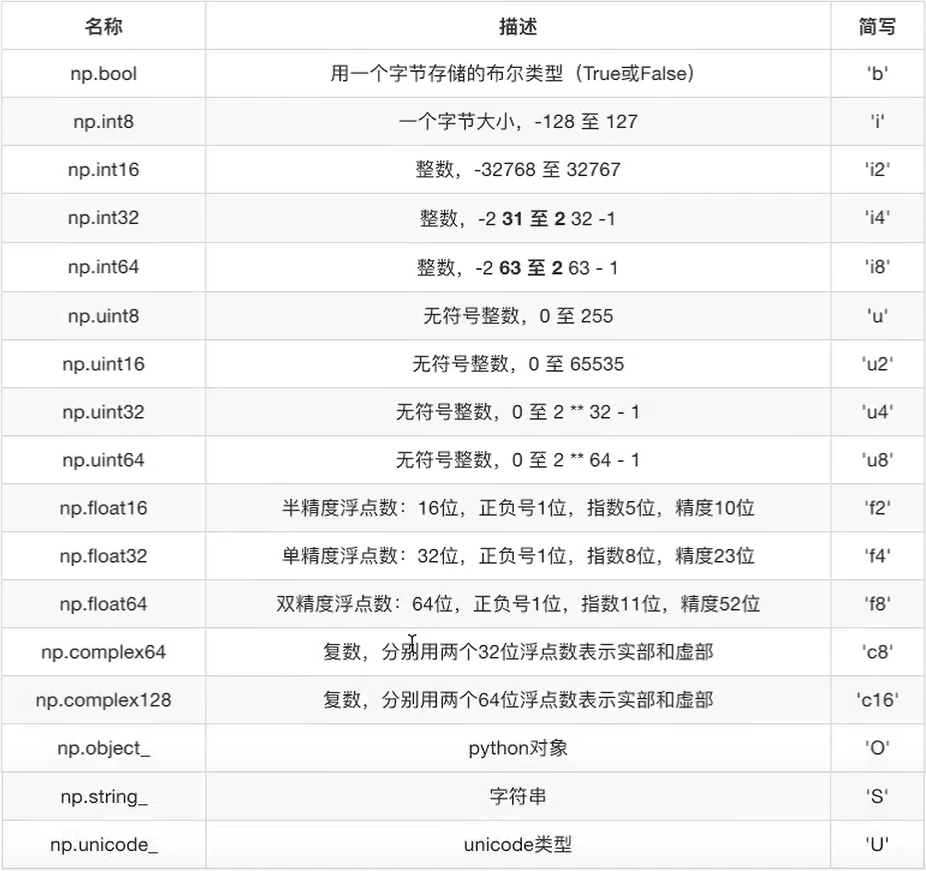 名称 描述 简写
np.bool 用一个字节存储的布尔类型（True或False） 'b'
np.int8 一个字节大小，-128 至 127 'i'
np.int16 整数，-32768 至 32767 'i2'
np.int32 整数，-2 31 至 2 32 -1 'i4'
np.int64 整数，-2 63 至 2 63 - 1 'i8'
np.uint8 无符号整数，0 至 255 'u'
np.uint16 无符号整数，0 至 65535 'u2'
np.uint32 无符号整数，0 至 2 ** 32 - 1 'u4'
np.uint64 无符号整数，0 至 2 ** 64 - 1 'u8'
np.float16 半精度浮点数：16位，正负号1位，指数5位，精度10位 'f2'
np.float32 单精度浮点数：32位，正负号1位，指数8位，精度23位 'f4'
np.float64 双精度浮点数：64位，正负号1位，指数11位，精度52位 'f8'
np.complex64 复数，分别用两个32位浮点数表示实部和虚部 'c8'
np.complex128 复数，分别用两个64位浮点数表示实部和虚部 'c16'
np.object_ python对象 'O'
np.string_ 字符串 'S'
np.unicode_ unicode类型 'U'